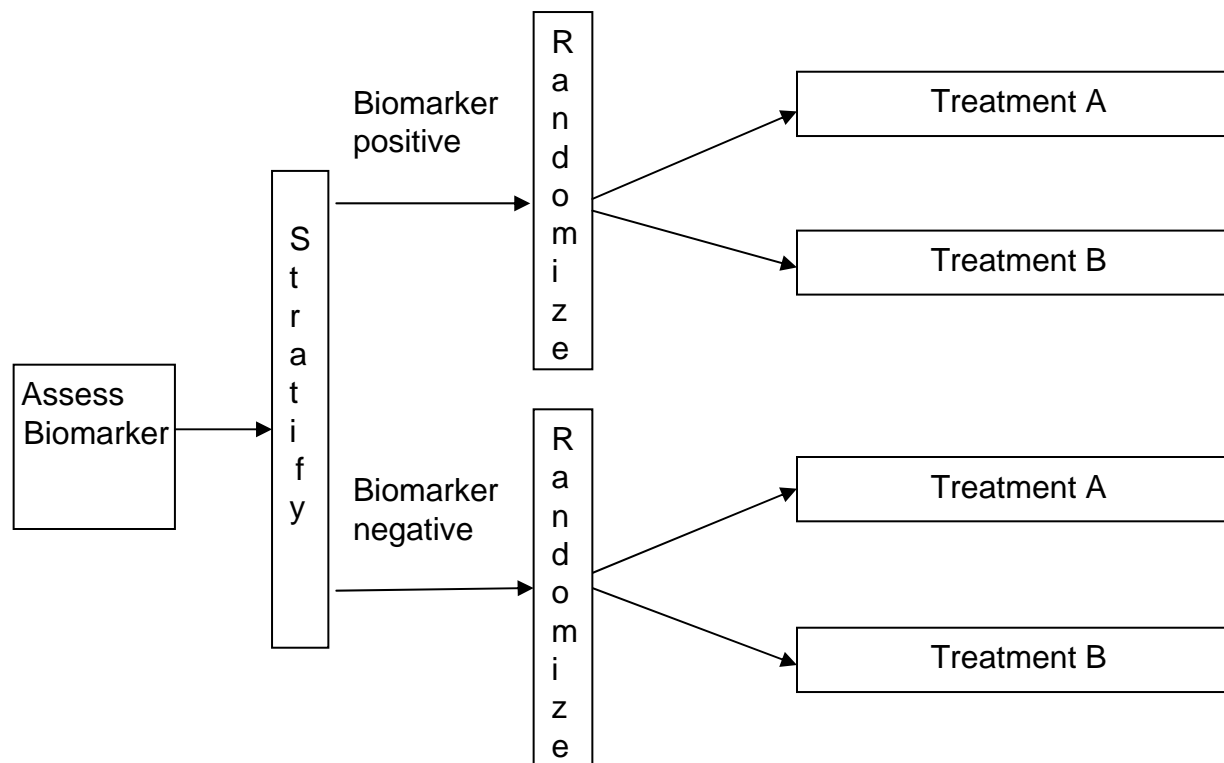 Assess
Biomarker
Stratify
Biomarker
positive
Randomize
Treatment A
Treatment B
Biomarker
negative
Randomize
Treatment A
Treatment B